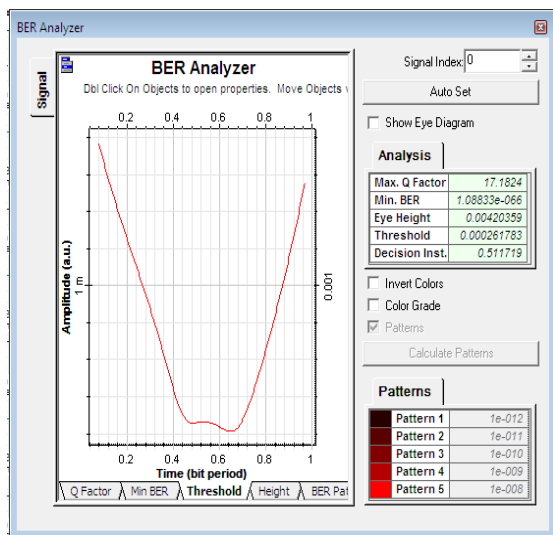 BER Analyzer
Signal
BER Analyzer
Dbl Click On Objects to open properties. Move Objects
0.2 0.4 0.6 0.8 1
Amplitude (a.u.)
1 m
0.001
0.2 0.4 0.6 0.8 1
Time (bit period)
Q Factor Min BER Threshold Height BER Pat
Signal Index: 0
Auto Set
Show Eye Diagram
Analysis
Max. Q Factor 17.1824
Min. BER 1.08833e-066
Eye Height 0.00420359
Threshold 0.000261783
Decision Inst. 0.511719
Invert Colors
Color Grade
Patterns
Calculate Patterns
Patterns
Pattern 1 1e-012
Pattern 2 1e-011
Pattern 3 1e-010
Pattern 4 1e-009
Pattern 5 1e-008